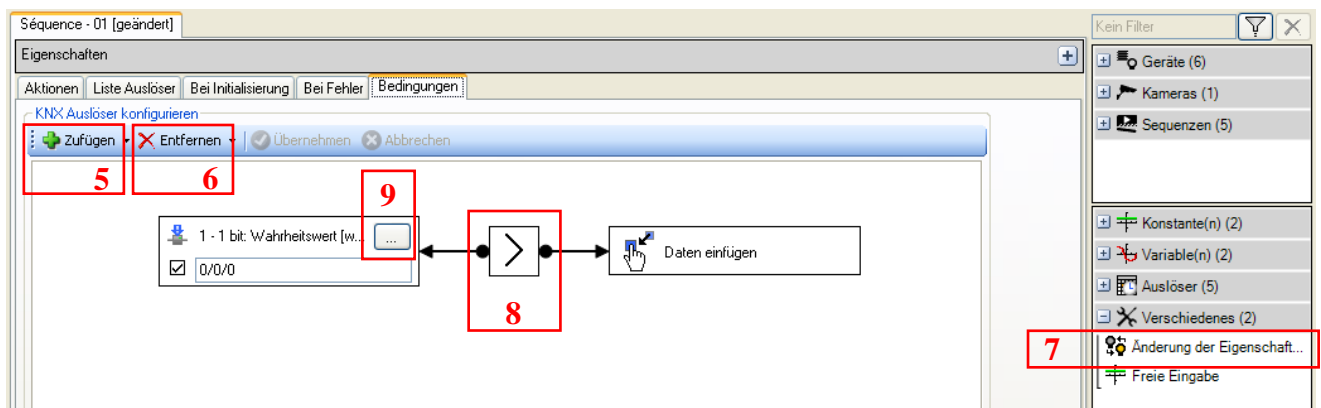 Séquence - 01 [geändert]
Eigenschaften
Aktionen Liste Auslöser Bei Initialisierung Bei Fehler Bedingungen
KNX Auslöser konfigurieren
Zufügen Entfernen Übernehmen Abbrechen
5 6
9
1 - 1 bit: Wahrheitswert [w... ...
0/0/0
>
8
Daten einfügen
Kein Filter
Geräte (6)
Kameras (1)
Sequenzen (5)
Konstante(n) (2)
Variable(n) (2)
Auslöser (5)
Verschiedenes (2)
7 Änderung der Eigenschaft...
Freie Eingabe